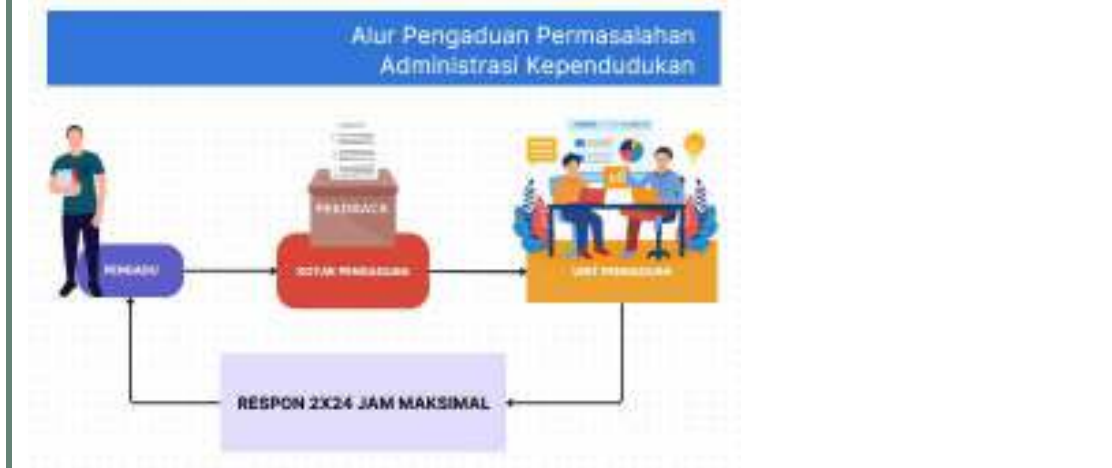 Alur Pengaduan Permasalahan
Administrasi Kependudukan
FEEDBACK
PENGADU
KOTAK PENGADUAN
UNIT PENGADUAN
RESPON 2X24 JAM MAKSIMAL